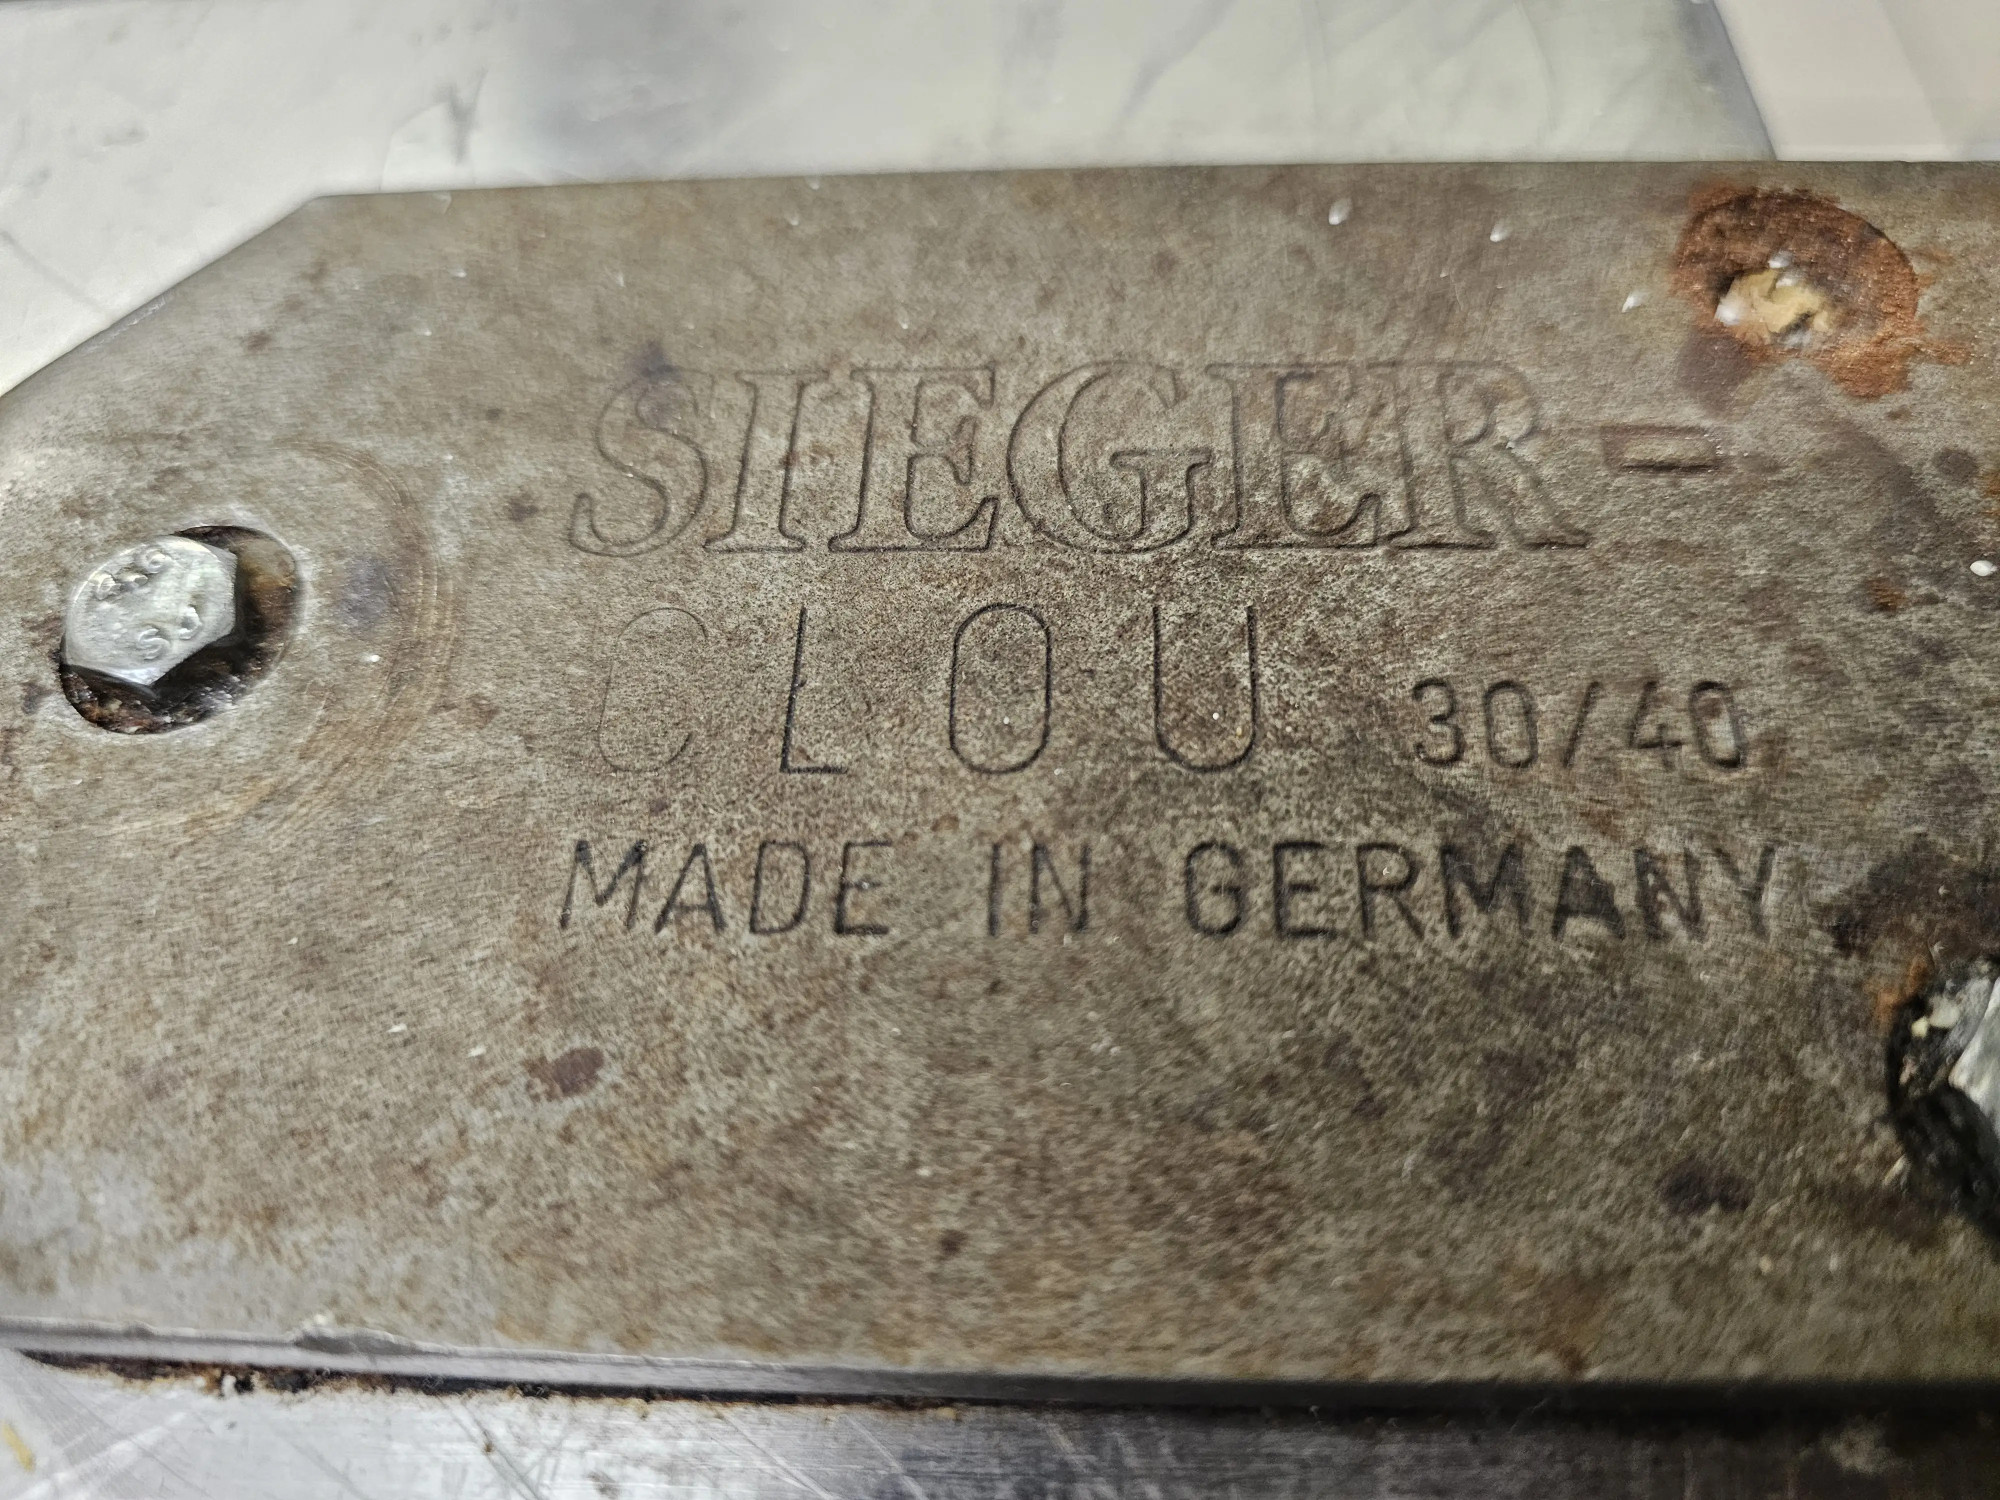 SIEGER-
CLOU 30/40
MADE IN GERMANY